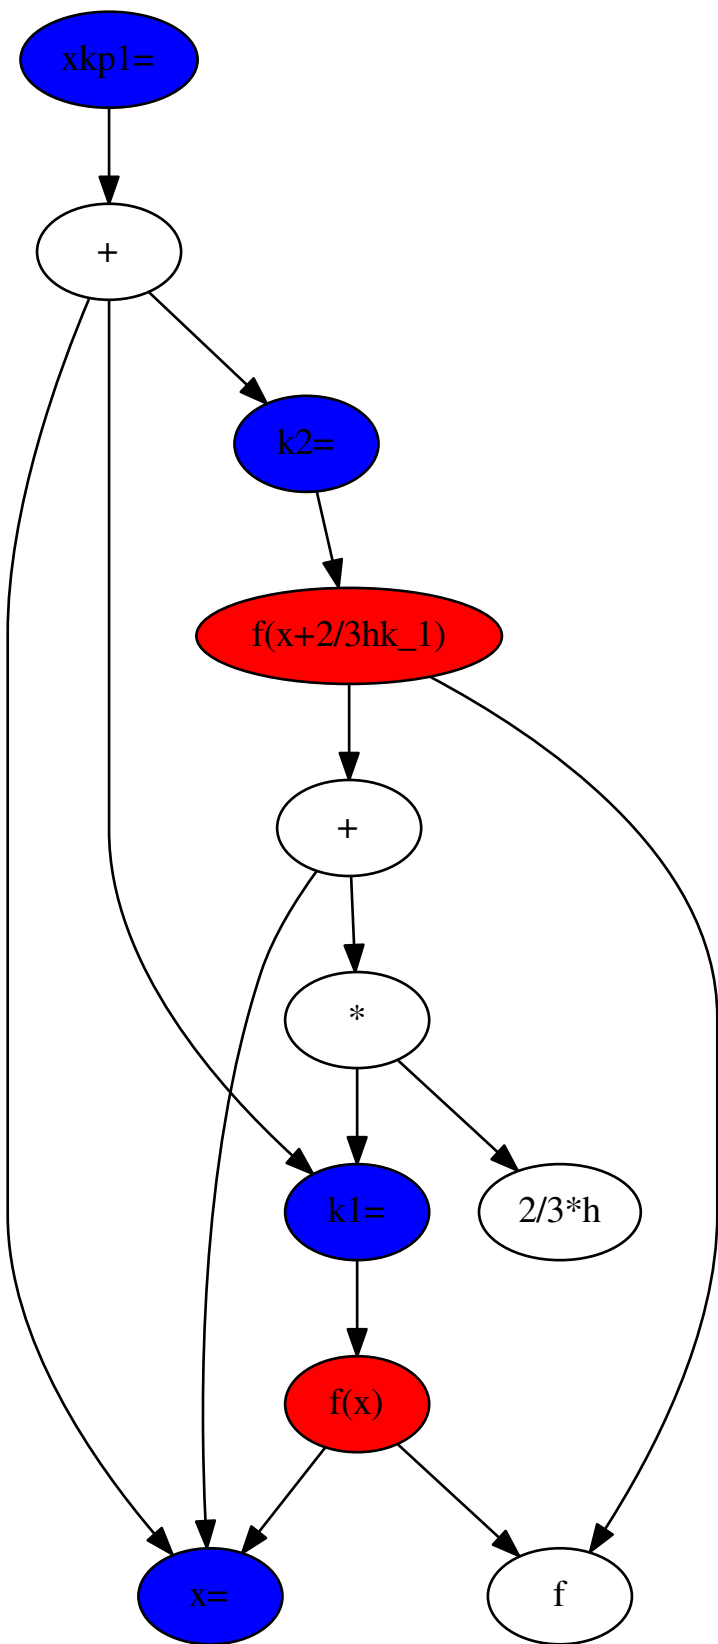 xkp1=
+
k2=
f(x+2/3hk_1)
+
*
k1=
2/3*h
f(x)
x=
f